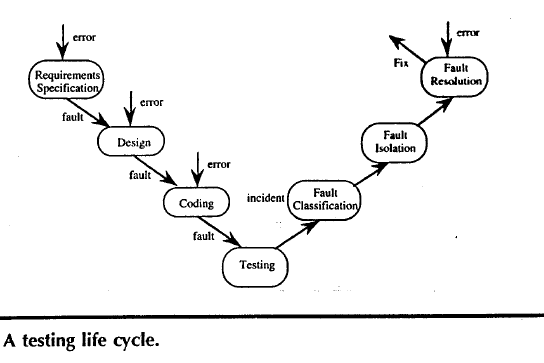 error
error
Requirements
Specification
Fix
Fault
Resolution
fault
error
Design
Fault
Isolation
fault
error
incident
Fault
Classification
Coding
fault
Testing
A testing life cycle.